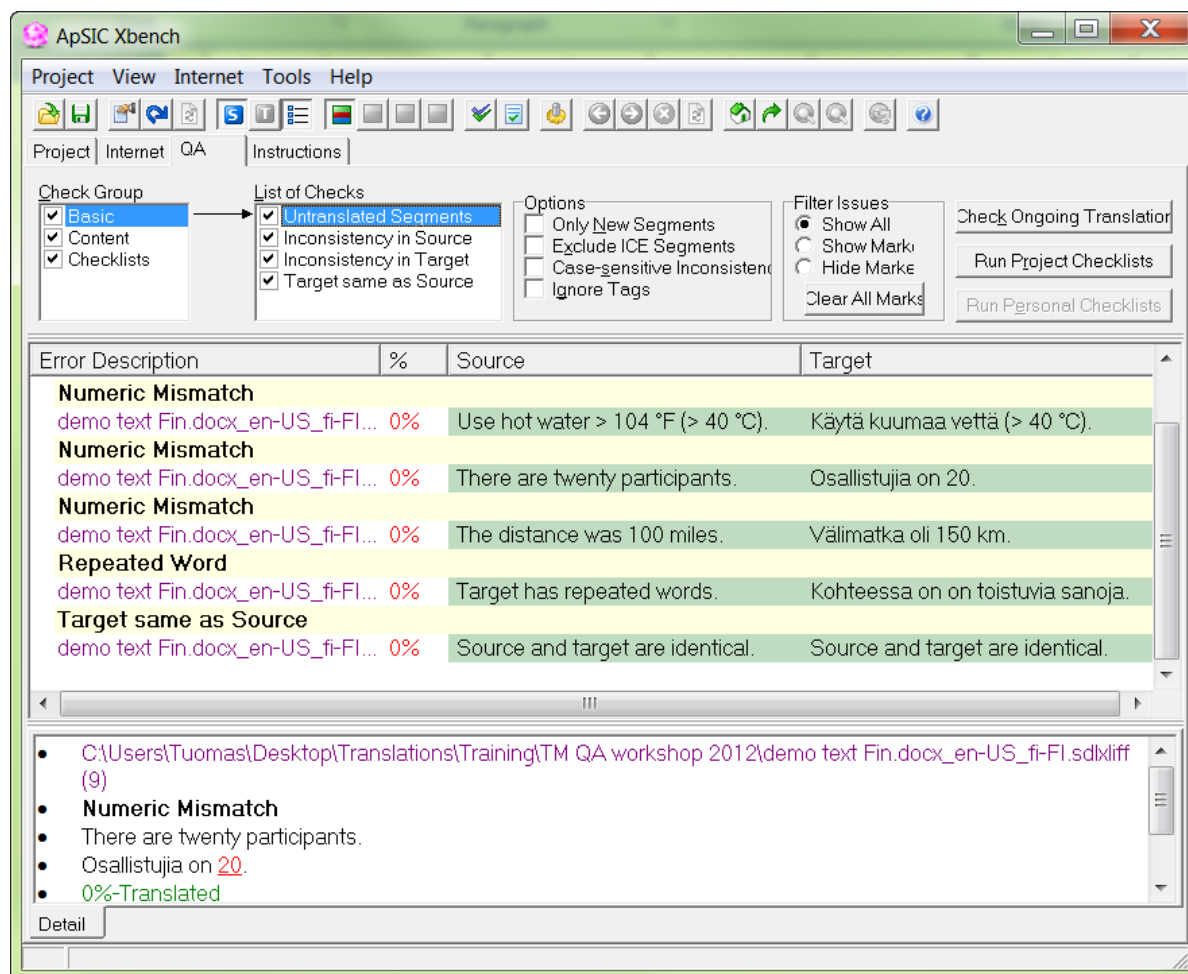 ApSIC Xbench
Project View Internet Tools Help
Project Internet QA Instructions
Check Group
Basic
Content
Checklists
List of Checks
Untranslated Segments
Inconsistency in Source
Inconsistency in Target
Target same as Source
Options
Only New Segments
Exclude ICE Segments
Case-sensitive Inconsistenc
Ignore Tags
Filter Issues
Show All
Show Mark
Hide Marke
Clear All Marks
Check Ongoing Translation
Run Project Checklists
Run Personal Checklists
Error Description % Source Target
Numeric Mismatch
demo text Fin.docx_en-US_fi-FI... 0% Use hot water > 104 °F (> 40 °C). Käytä kuumaa vettä (> 40 °C).
Numeric Mismatch
demo text Fin.docx_en-US_fi-FI... 0% There are twenty participants. Osallistujia on 20.
Numeric Mismatch
demo text Fin.docx_en-US_fi-FI... 0% The distance was 100 miles. Välimatka oli 150 km.
Repeated Word
demo text Fin.docx_en-US_fi-FI... 0% Target has repeated words. Kohteessa on on toistuvia sanoja.
Target same as Source
demo text Fin.docx_en-US_fi-FI... 0% Source and target are identical. Source and target are identical.
C:\Users\Tuomas\Desktop\Translations\Training\TM QA workshop 2012\demo text Fin.docx_en-US_fi-FI.sdlxliff
(9)
Numeric Mismatch
There are twenty participants.
Osallistujia on 20.
0%-Translated
Detail